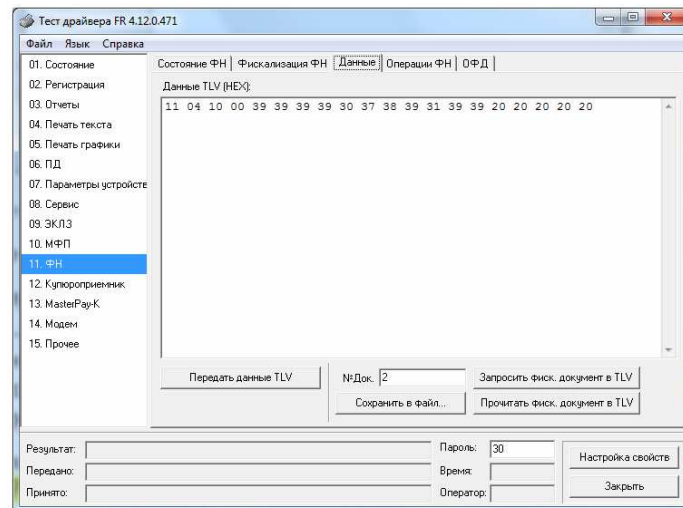 Тест драйвера FR 4.12.0.471
Файл Язык Справка
01. Состояние
02. Регистрация
03. Отчеты
04. Печать текста
05. Печать графики
06. ПД
07. Параметры устройств
08. Сервис
09. ЭКЛЗ
10. МФП
11. ФН
12. Купюроприемник
13. MasterPay-K
14. Модем
15. Прочее
Состояние ФН Фискализация ФН Данные Операции ФН ОФД
Данные TLV (HEX):
11 04 10 00 39 39 39 39 30 37 38 39 31 39 39 20 20 20 20 20
Передать данные TLV №Док. 2 Запросить фиск. документ в TLV
Сохранить в файл... Прочитать фиск. документ в TLV
Результат: Пароль: 30 Настройка свойств
Передано: Время:
Принято: Оператор: Закрыть